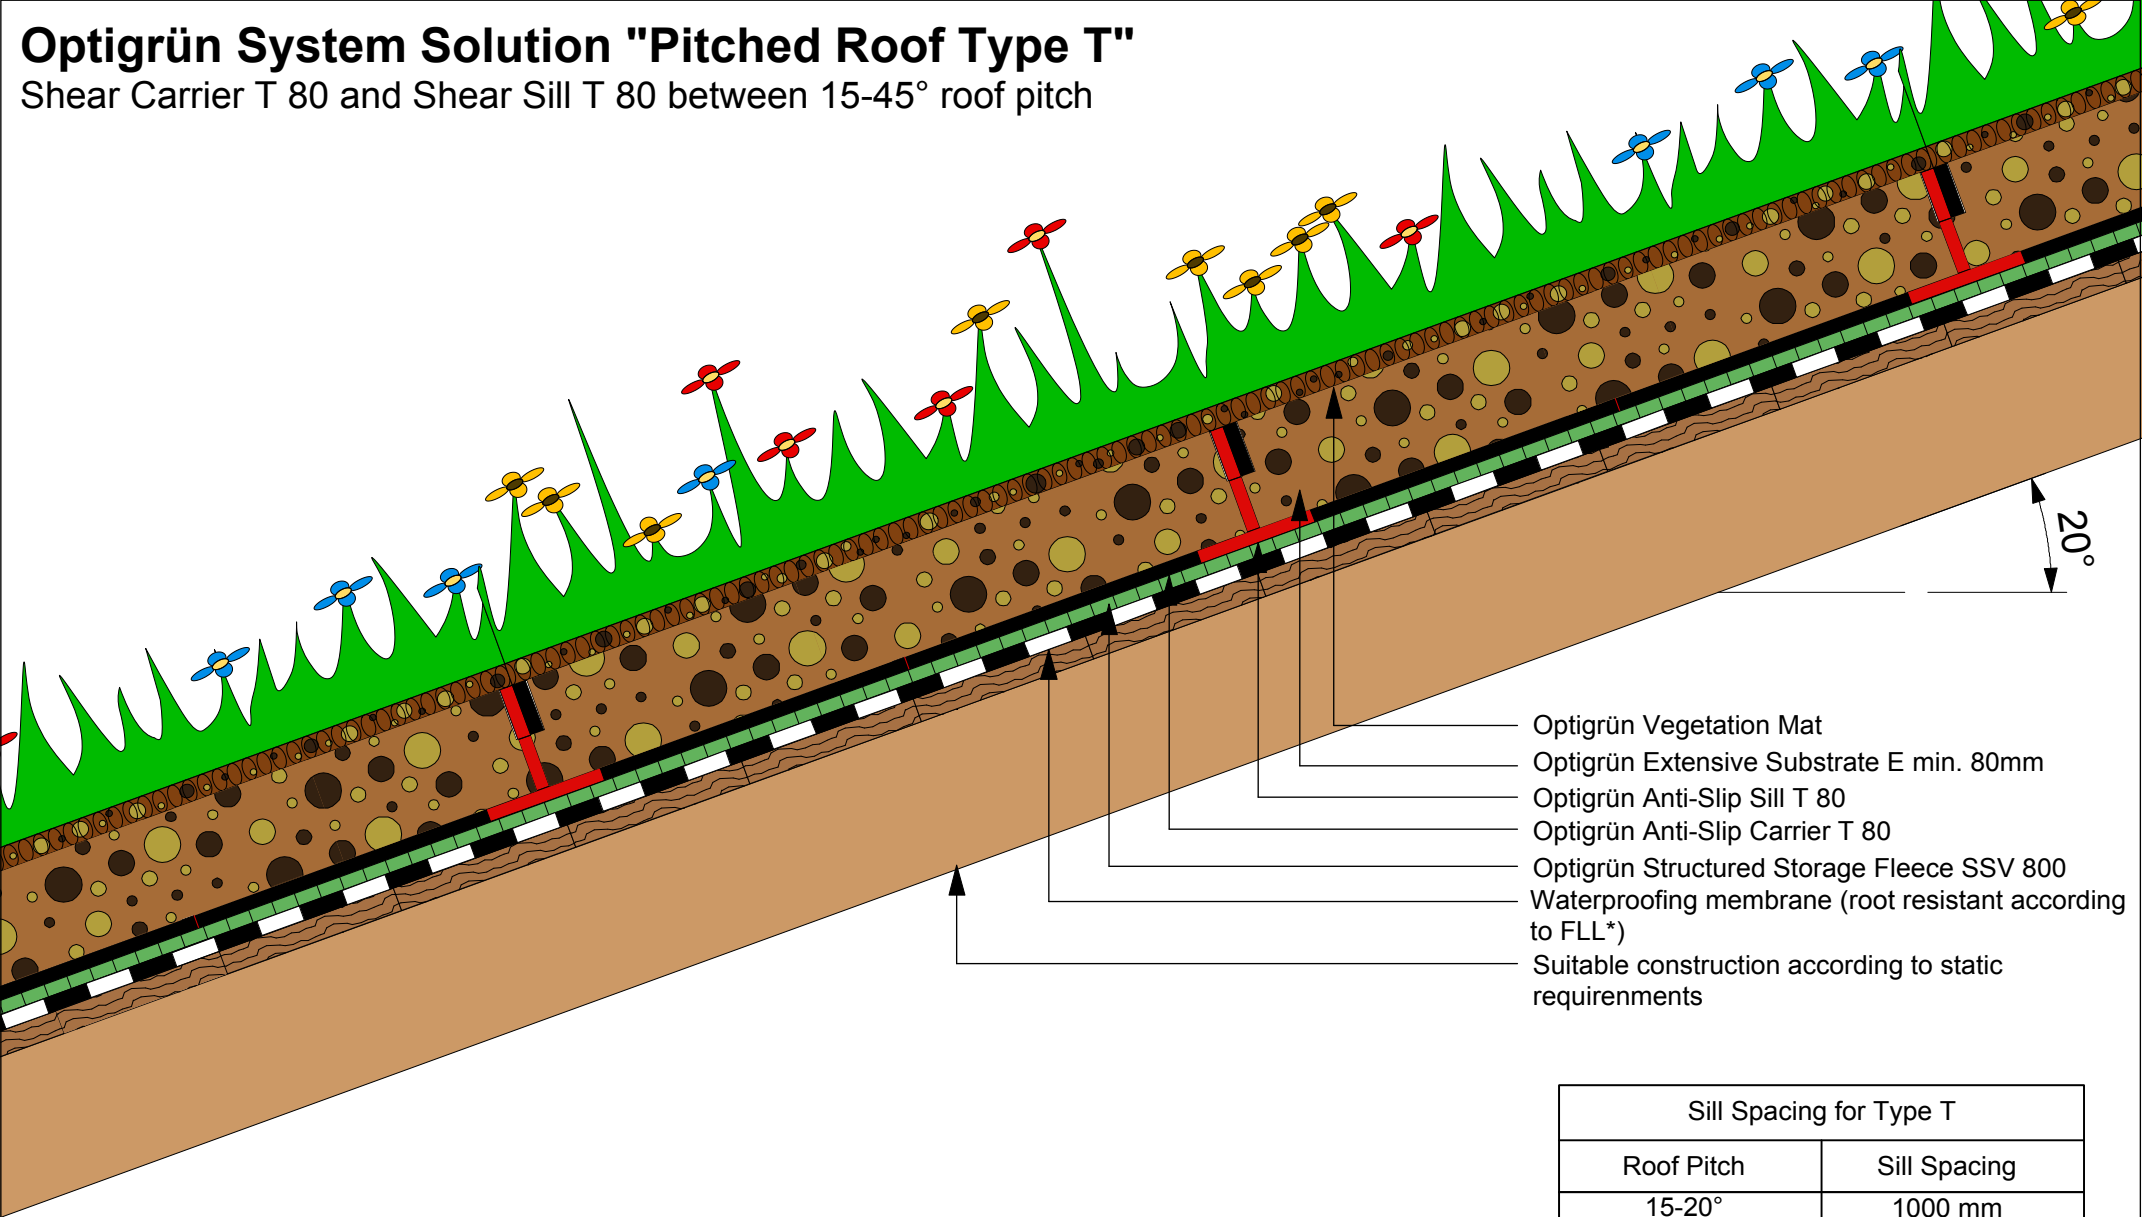 Optigrün System Solution "Pitched Roof Type T"
Shear Carrier T 80 and Shear Sill T 80 between 15-45° roof pitch
20°
Optigrün Vegetation Mat
Optigrün Extensive Substrate E min. 80mm
Optigrün Anti-Slip Sill T 80
Optigrün Anti-Slip Carrier T 80
Optigrün Structured Storage Fleece SSV 800
Waterproofing membrane (root resistant according
to FLL*)
Suitable construction according to static
requirenments
Sill Spacing for Type T
Roof Pitch Sill Spacing
15-20° 1000 mm